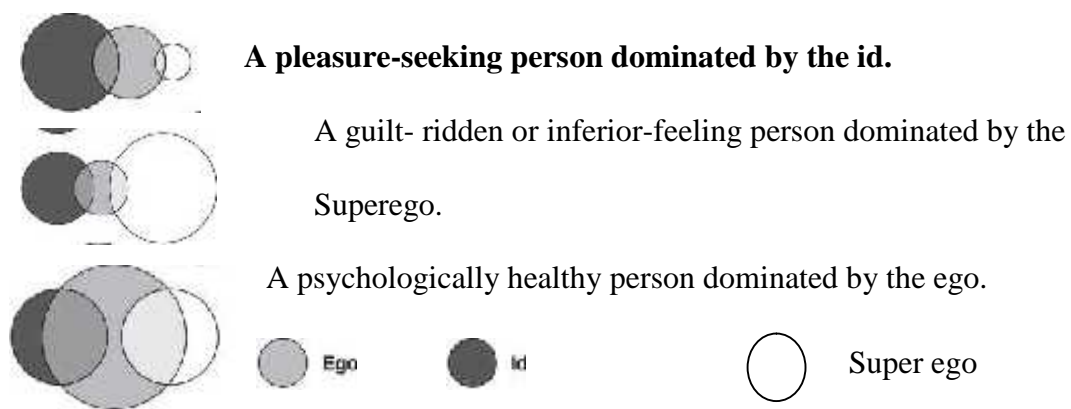 A pleasure-seeking person dominated by the id.
A guilt- ridden or inferior-feeling person dominated by the
Superego.
A psychologically healthy person dominated by the ego.
Ego Id Super ego